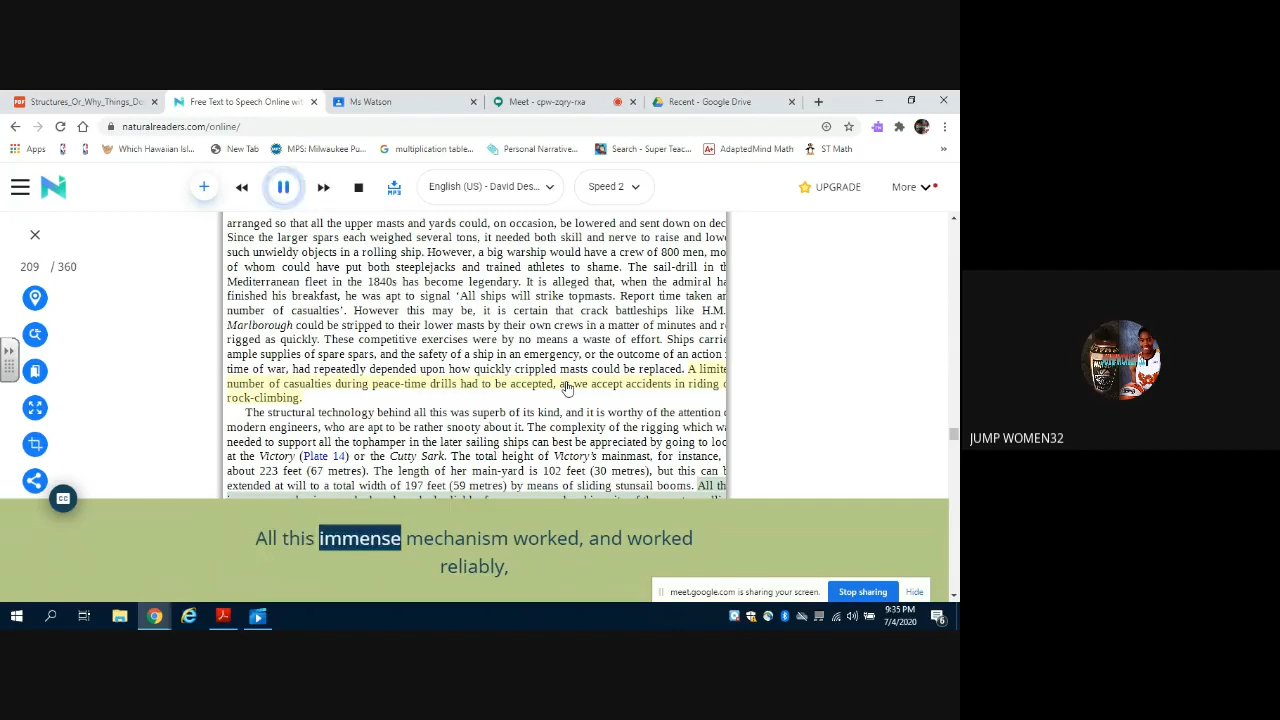 Structures_Or_Why_Things_Do
Free Text to Speech Online wit
Ms Watson
Meet - cpw-zqry-rxa
Recent - Google Drive
naturalreaders.com/online/
Apps
Which Hawaiian Isl...
New Tab
MPS: Milwaukee Pu...
multiplication table...
Personal Narrative...
Search - Super Teac...
AdaptedMind Math
ST Math
MP3
English (US) - David Des...
Speed 2
UPGRADE
More
209 / 360
arranged so that all the upper masts and yards could, on occasion, be lowered and sent down on dec
Since the larger spars each weighed several tons, it needed both skill and nerve to raise and lowe
such unwieldy objects in a rolling ship. However, a big warship would have a crew of 800 men, mo
of whom could have put both steeplejacks and trained athletes to shame. The sail-drill in th
Mediterranean fleet in the 1840s has become legendary. It is alleged that, when the admiral ha
finished his breakfast, he was apt to signal ‘All ships will strike topmasts. Report time taken an
number of casualties’. However this may be, it is certain that crack battleships like H.M.
Marlborough could be stripped to their lower masts by their own crews in a matter of minutes and re
rigged as quickly. These competitive exercises were by no means a waste of effort. Ships carrie
ample supplies of spare spars, and the safety of a ship in an emergency, or the outcome of an action
time of war, had repeatedly depended upon how quickly crippled masts could be replaced. A limite
number of casualties during peace-time drills had to be accepted, as we accept accidents in riding o
rock-climbing.
The structural technology behind all this was superb of its kind, and it is worthy of the attention o
modern engineers, who are apt to be rather snooty about it. The complexity of the rigging which wa
needed to support all the tophamper in the later sailing ships can best be appreciated by going to loo
at the Victory (Plate 14) or the Cutty Sark. The total height of Victory’s mainmast, for instance,
about 223 feet (67 metres). The length of her main-yard is 102 feet (30 metres), but this can b
extended at will to a total width of 197 feet (59 metres) by means of sliding stunsail booms. All th
All this immense mechanism worked, and worked
reliably,
meet.google.com is sharing your screen.
Stop sharing
Hide
9:35 PM
7/4/2020
JUMP WOMEN32